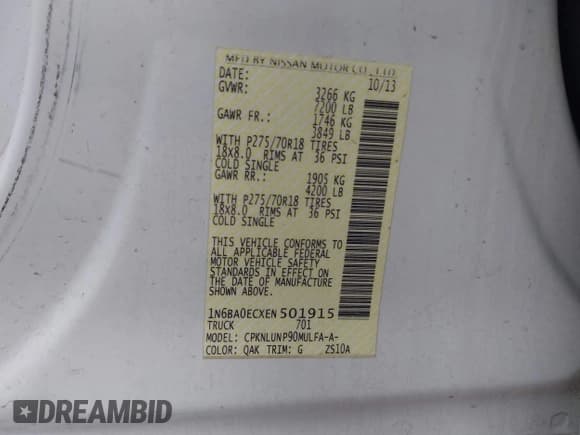 MFD BY NISSAN MOTOR CO., LTD.
DATE: 10/13
GVWR: 3266 KG
7200 LB
GAWR FR.: 1746 KG
3849 LB
WITH P275/70R18 TIRES
18x8.0 RIMS AT 36 PSI
COLD SINGLE
GAWR RR.: 1905 KG
4200 LB
WITH P275/70R18 TIRES
18x8.0 RIMS AT 36 PSI
COLD SINGLE
THIS VEHICLE CONFORMS TO
ALL APPLICABLE FEDERAL
MOTOR VEHICLE SAFETY
STANDARDS IN EFFECT ON
THE DATE OF MANUFACTURE
SHOWN ABOVE.
1N6BA0ECXEN501915
TRUCK 701
MODEL: CPKNLUNP90MULFA-A-
COLOR: QAK TRIM: G ZS10A
DREAMBID